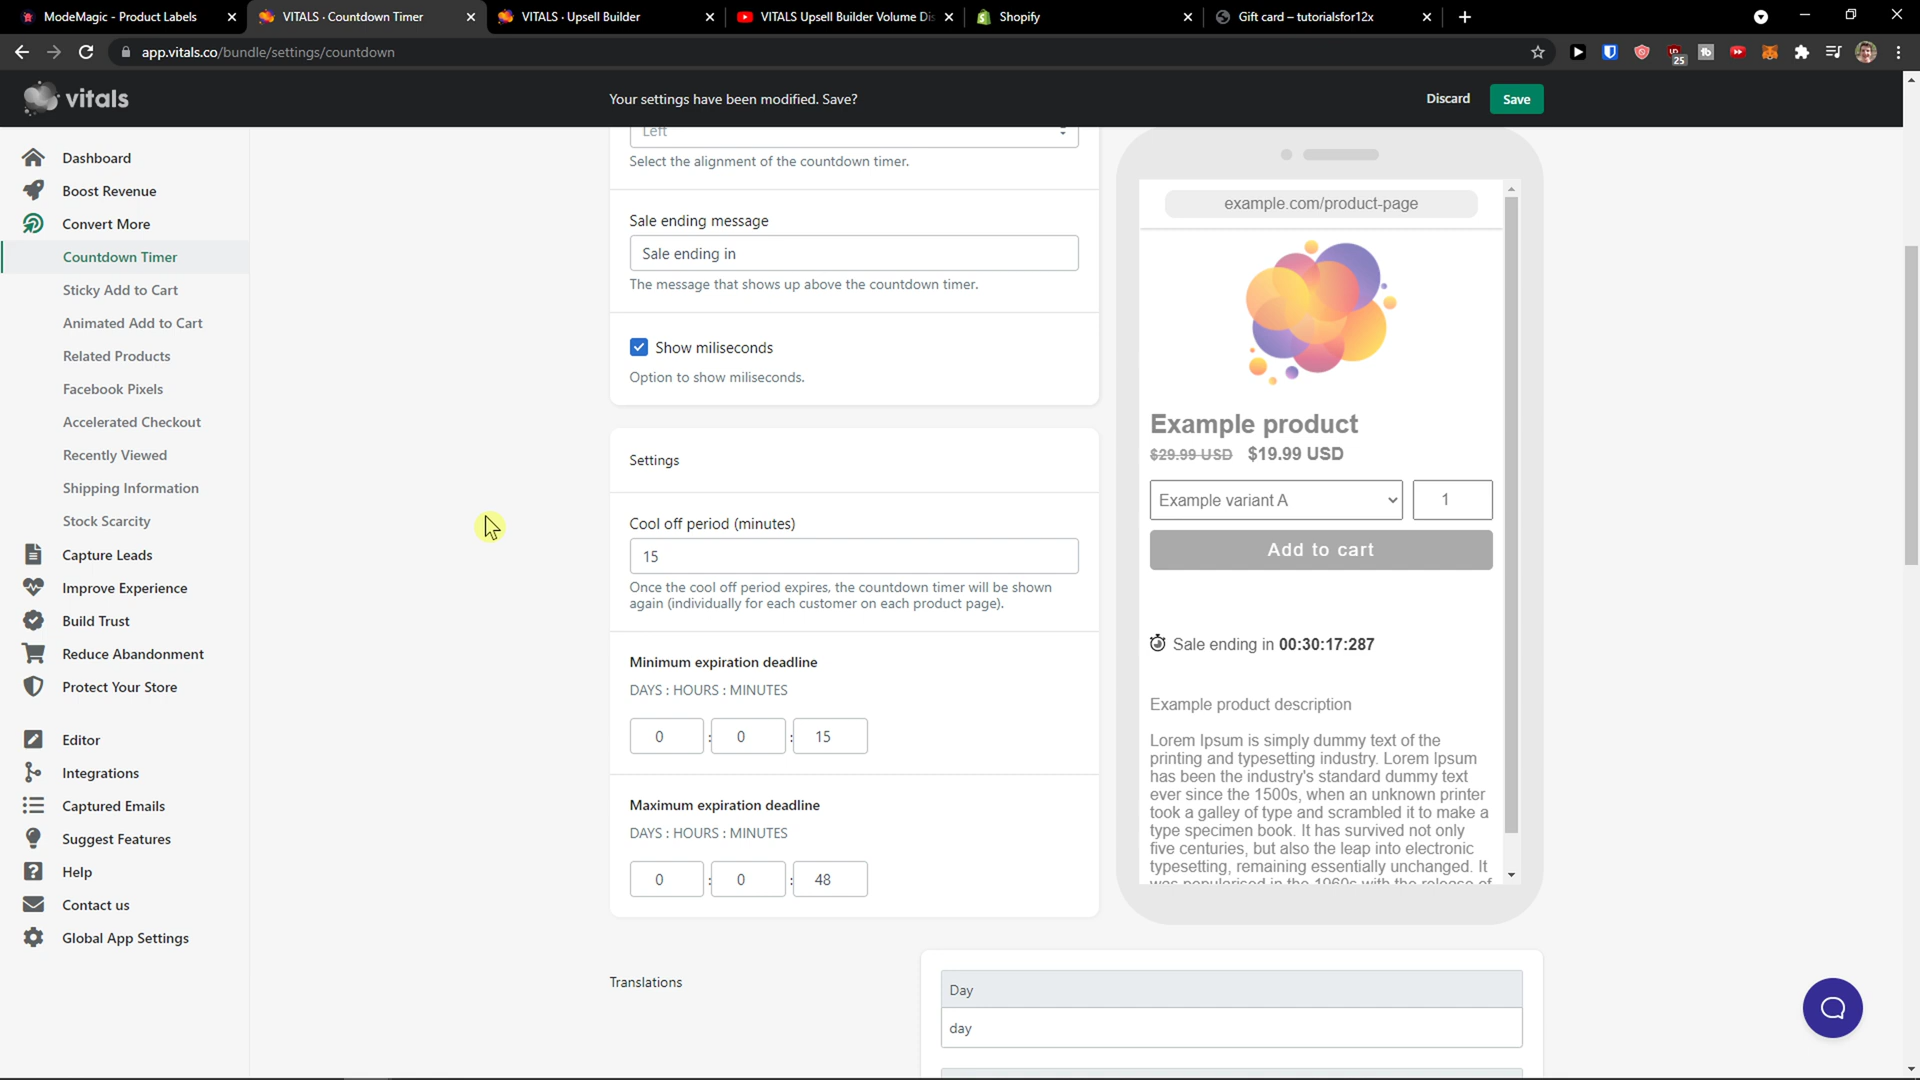 ModeMagic - Product Labels
VITALS · Countdown Timer
VITALS · Upsell Builder
VITALS Upsell Builder Volume Dis
Shopify
Gift card – tutorialsfor12x
app.vitals.co/bundle/settings/countdown
25
vitals
Your settings have been modified. Save?
Discard
Save
Dashboard
Boost Revenue
Convert More
Countdown Timer
Sticky Add to Cart
Animated Add to Cart
Related Products
Facebook Pixels
Accelerated Checkout
Recently Viewed
Shipping Information
Stock Scarcity
Capture Leads
Improve Experience
Build Trust
Reduce Abandonment
Protect Your Store
Editor
Integrations
Captured Emails
Suggest Features
Help
Contact us
Global App Settings
Left
Select the alignment of the countdown timer.
Sale ending message
Sale ending in
The message that shows up above the countdown timer.
Show miliseconds
Option to show miliseconds.
Settings
Cool off period (minutes)
15
Once the cool off period expires, the countdown timer will be shown
again (individually for each customer on each product page).
Minimum expiration deadline
DAYS : HOURS : MINUTES
0 : 0 : 15
Maximum expiration deadline
DAYS : HOURS : MINUTES
0 : 0 : 48
Translations
Day
day
example.com/product-page
Example product
$29.99 USD $19.99 USD
Example variant A
1
Add to cart
Sale ending in 00:30:17:287
Example product description
Lorem Ipsum is simply dummy text of the
printing and typesetting industry. Lorem Ipsum
has been the industry's standard dummy text
ever since the 1500s, when an unknown printer
took a galley of type and scrambled it to make a
type specimen book. It has survived not only
five centuries, but also the leap into electronic
typesetting, remaining essentially unchanged. It
was popularised in the 1960s with the release of